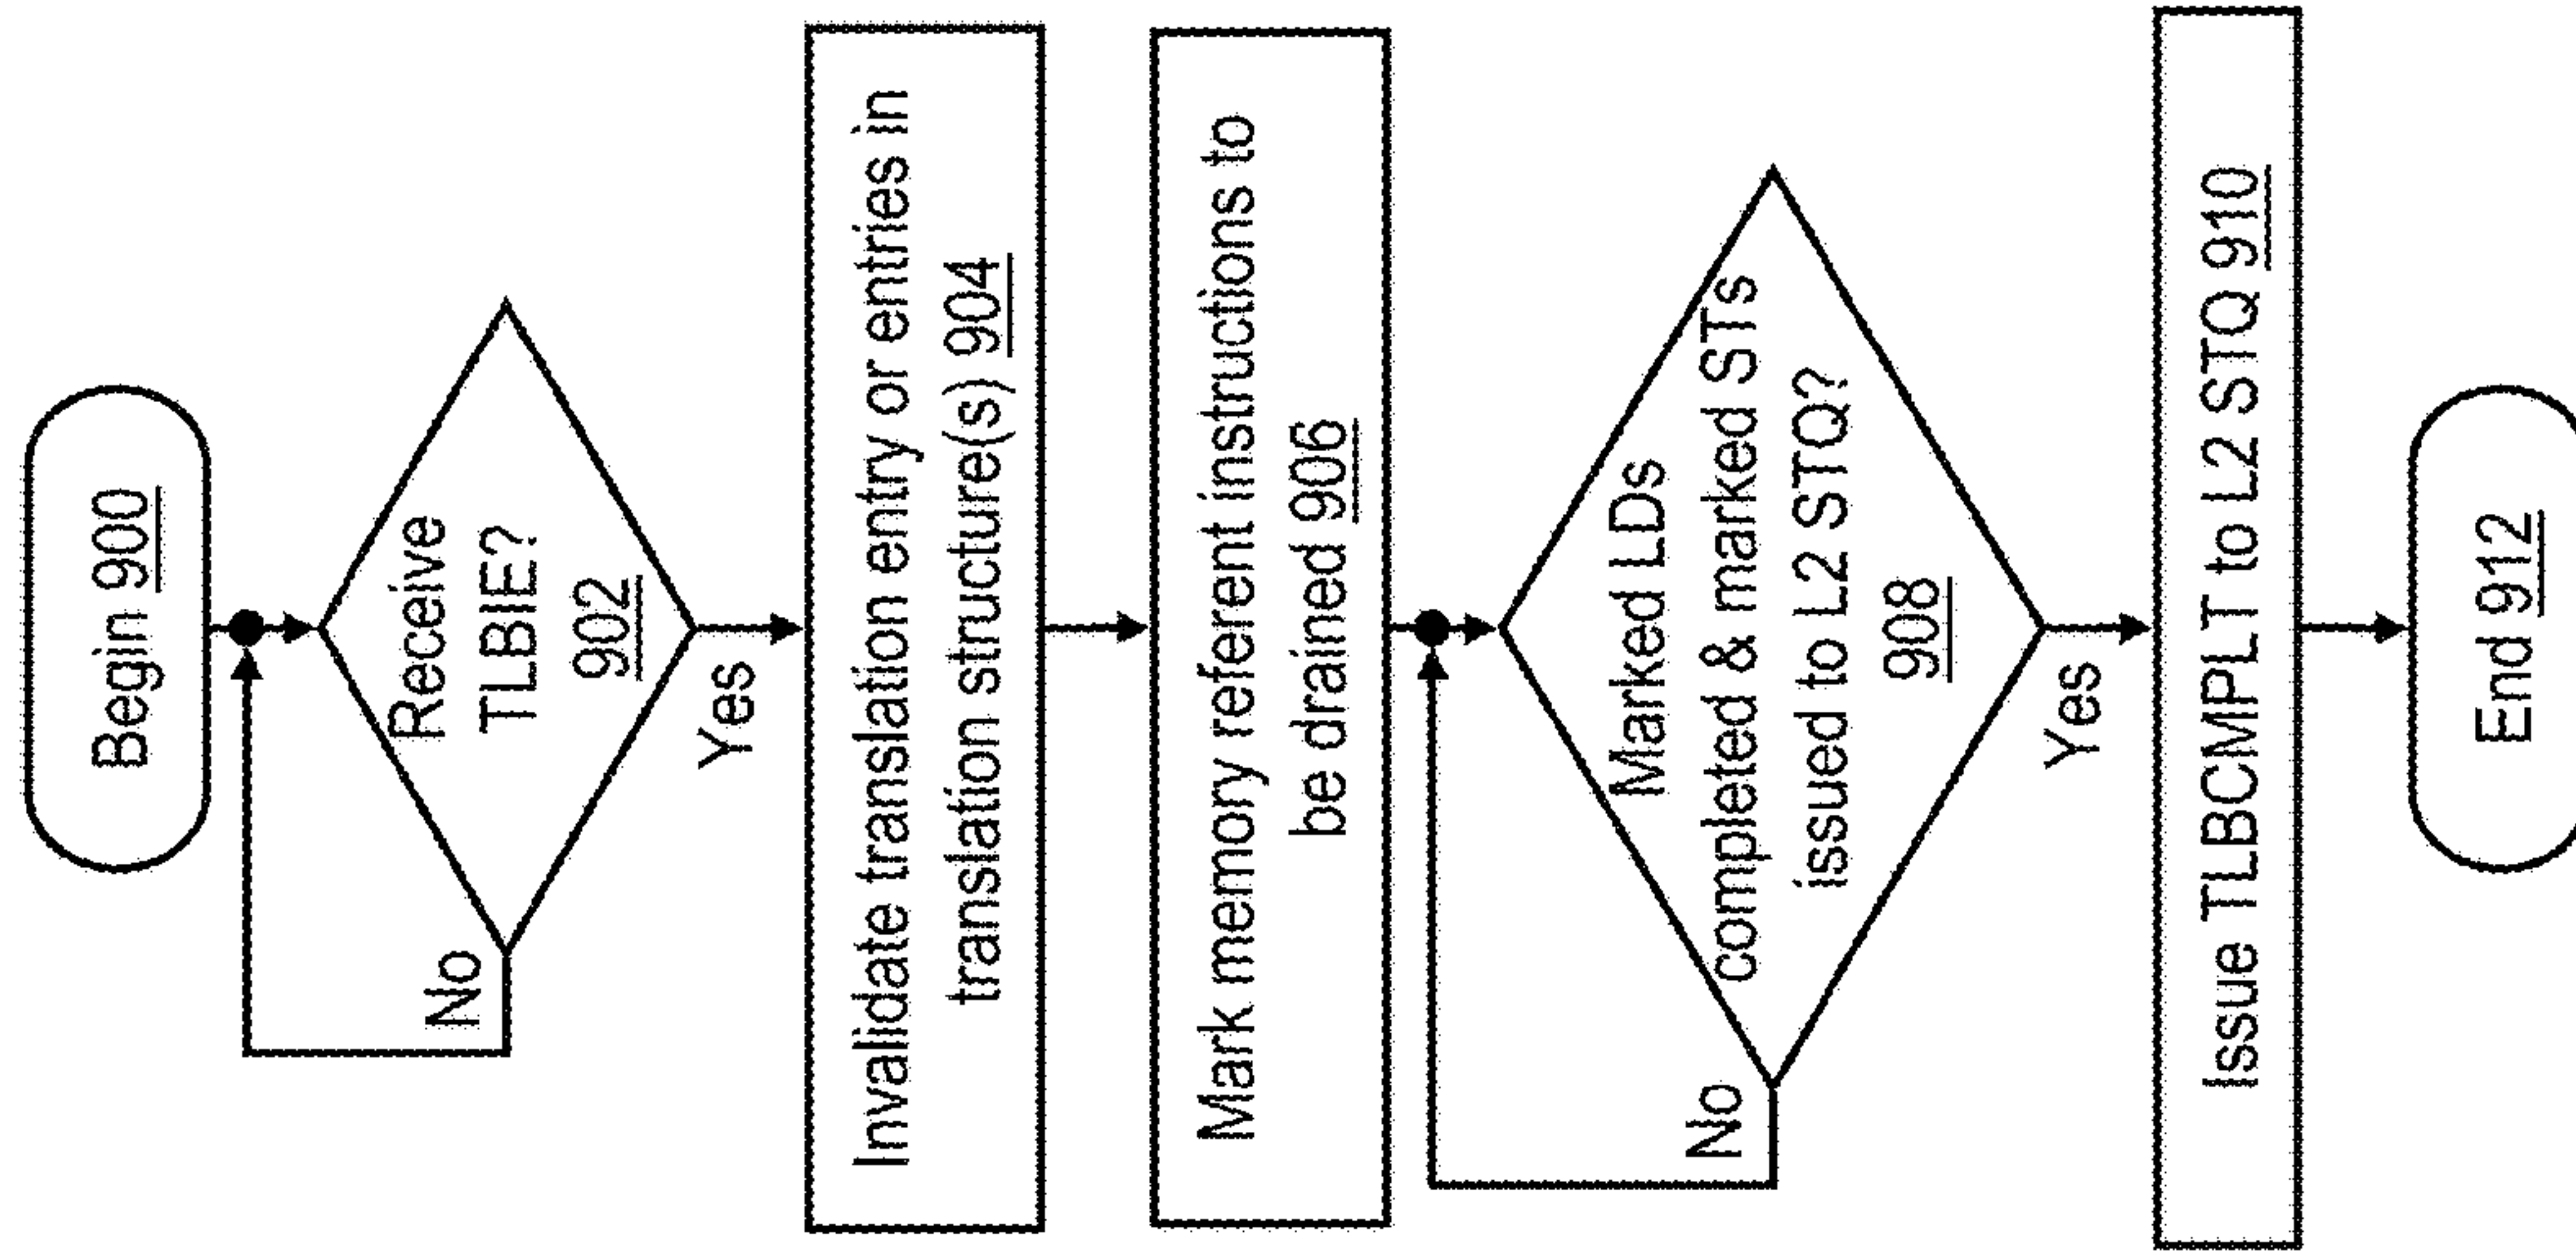 Begin 900
Receive
TLBIE?
902
No
Yes
Invalidate translation entry or entries in
translation structure(s) 904
Mark memory referent instructions to
be drained 906
Marked LDs
completed & marked STs
issued to L2 STQ?
908
No
Yes
Issue TLBCMPLT to L2 STQ 910
End 912